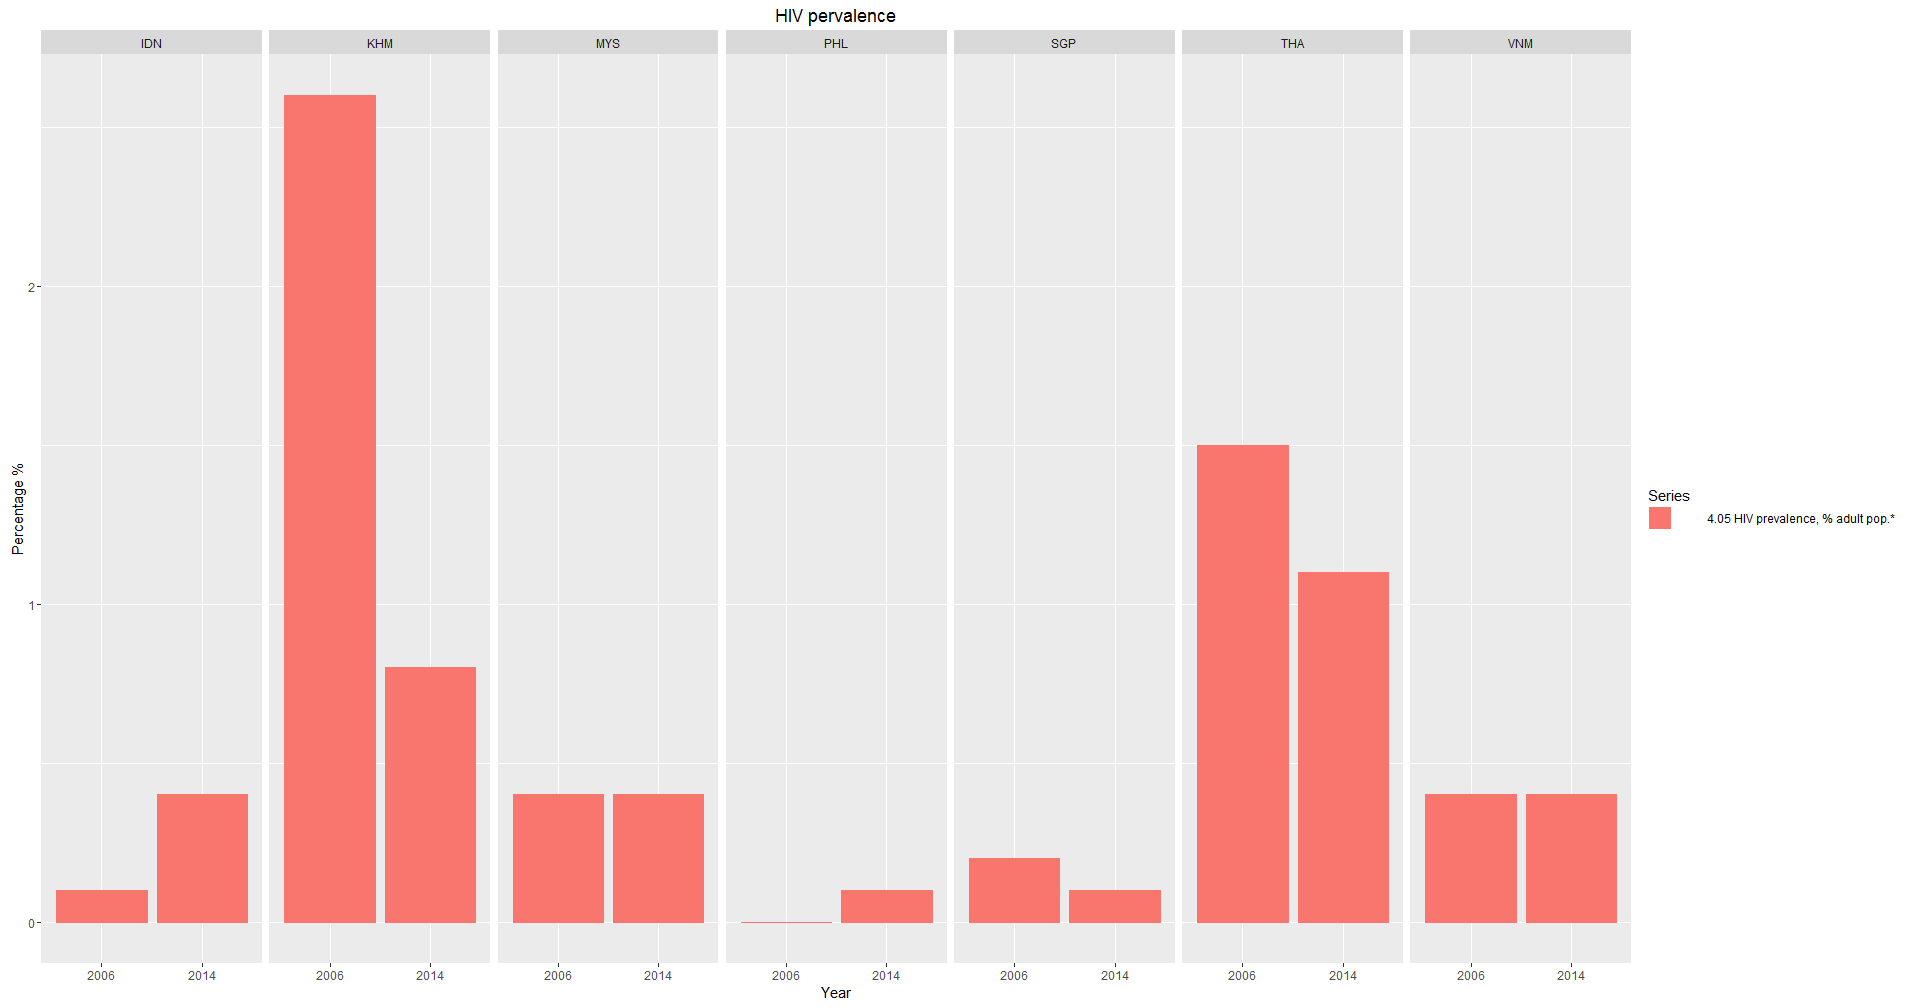 HIV pervalence
IDN KHM MYS PHL SGP THA VNM
2
1
0
Percentage %
2006 2014 2006 2014 2006 2014 2006 2014 2006 2014 2006 2014 2006 2014
Year
Series
4.05 HIV prevalence, % adult pop.*